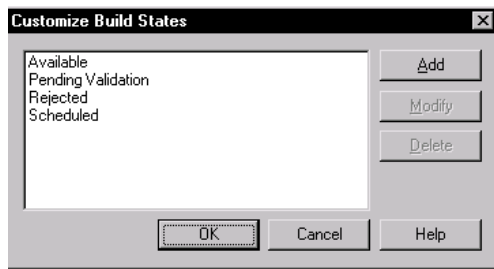 Customize Build States
Available
Pending Validation
Rejected
Scheduled
Add
Modify
Delete
OK
Cancel
Help